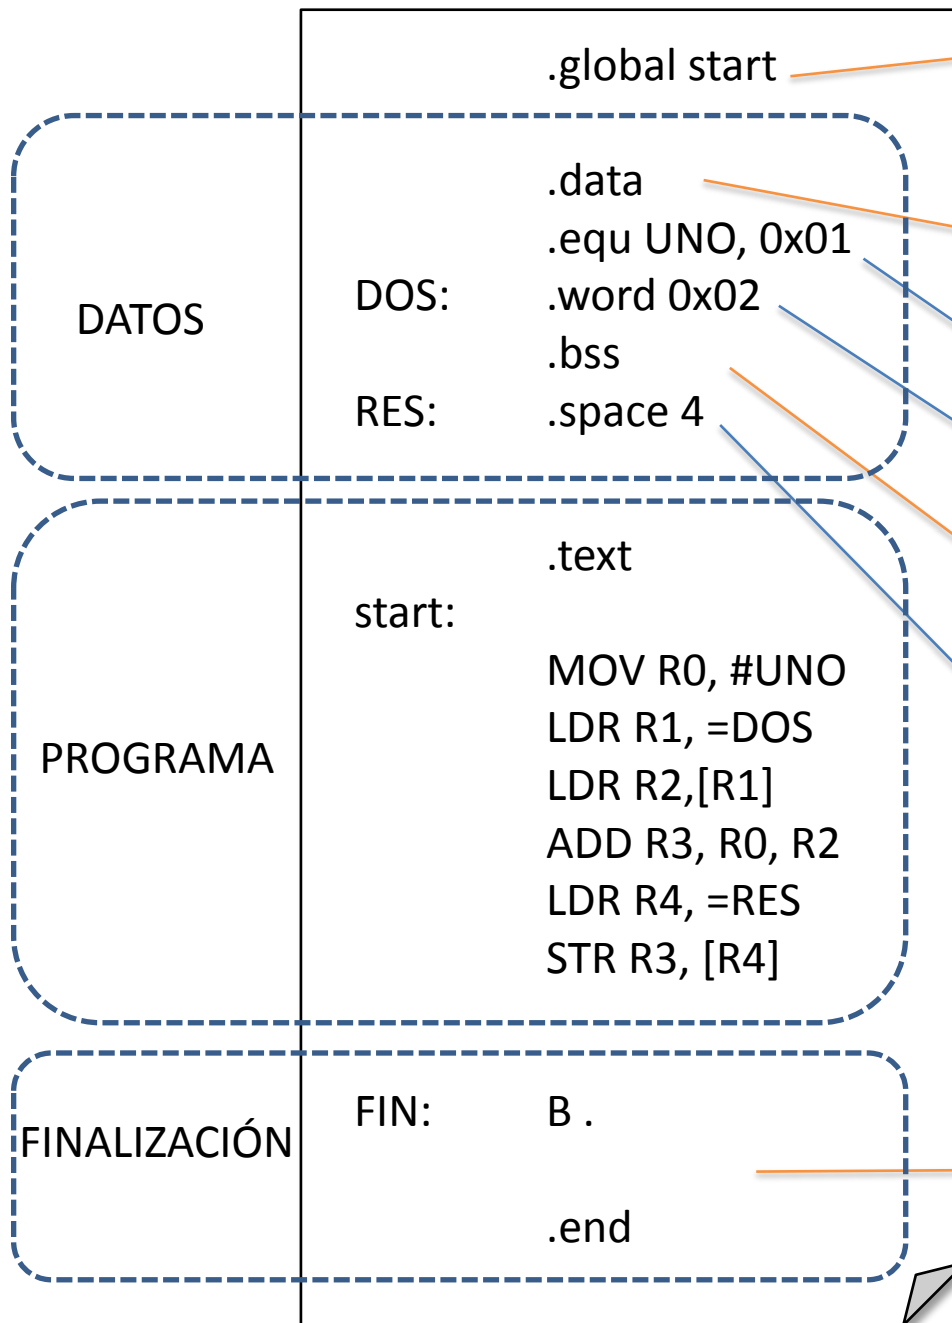 .global start
.data
.equ UNO, 0x01
DATOS
DOS: .word 0x02
.bss
RES: .space 4
.text
start:
MOV R0, #UNO
LDR R1, =DOS
PROGRAMA
LDR R2,[R1]
ADD R3, R0, R2
LDR R4, =RES
STR R3, [R4]
FINALIZACIÓN
FIN: B .
.end